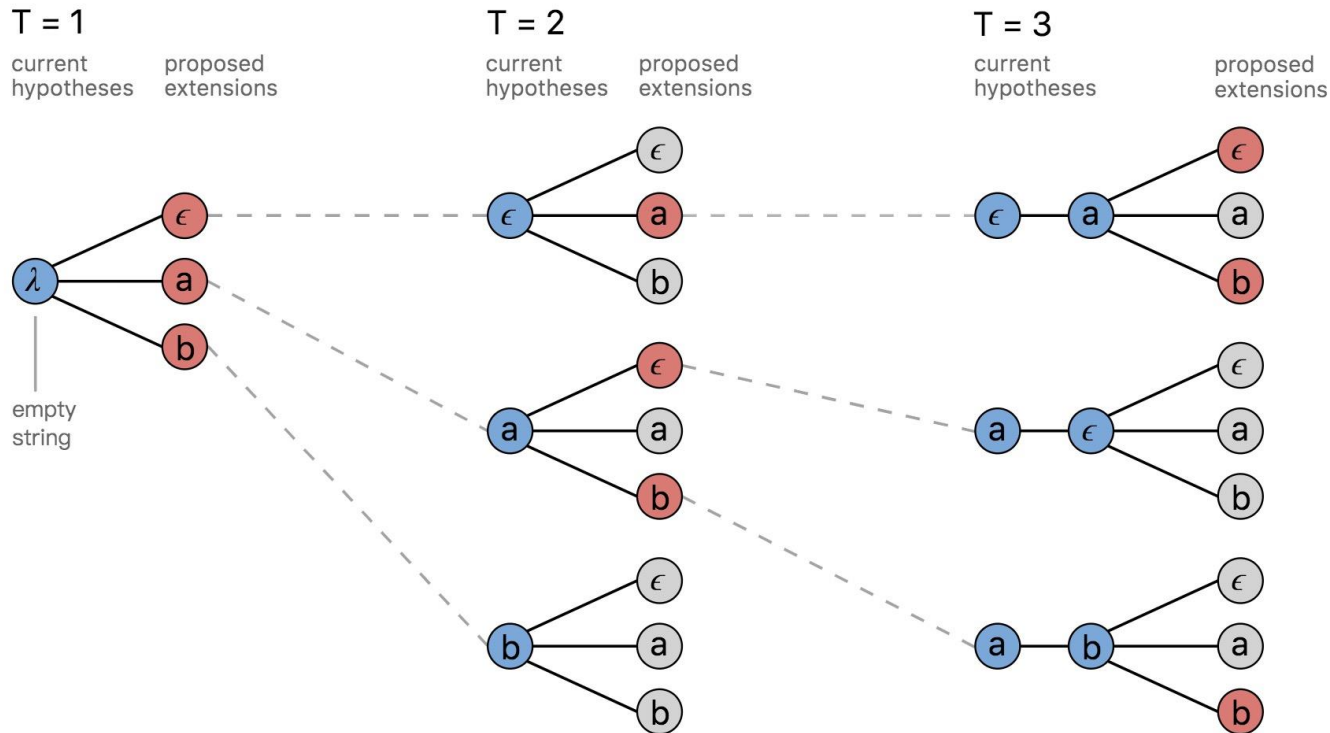 T = 1
T = 2
T = 3
current hypotheses
proposed extensions
current hypotheses
proposed extensions
current hypotheses
proposed extensions
λ
ϵ
a
b
empty string
ϵ
ϵ
a
b
a
ϵ
a
b
b
ϵ
a
b
ϵ
a
ϵ
a
b
a
ϵ
ϵ
a
b
a
b
ϵ
a
b